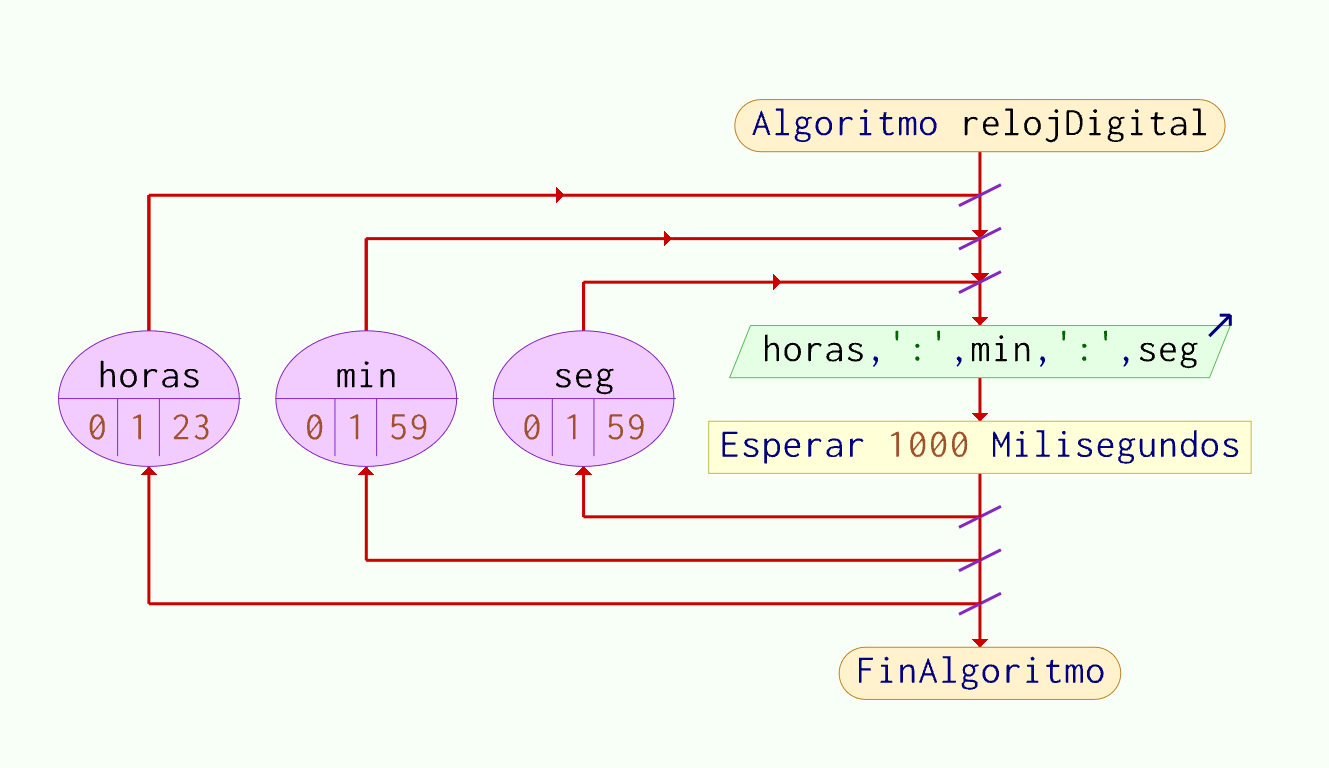 Algoritmo relojDigital
horas,':',min,':',seg
horas
0 1 23
min
0 1 59
seg
0 1 59
Esperar 1000 Milisegundos
FinAlgoritmo